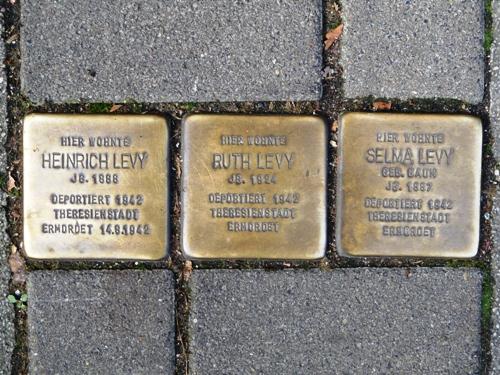 HIER WOHNTE
HEINRICH LEVY
JG. 1888
DEPORTIERT 1942
THERESIENSTADT
ERMORDET 14.9.1942
HIER WOHNTE
RUTH LEVY
JG. 1924
DEPORTIERT 1942
THERESIENSTADT
ERMORDET
HIER WOHNTE
SELMA LEVY
GEB. DAUM
JG. 1887
DEPORTIERT 1942
THERESIENSTADT
ERMORDET